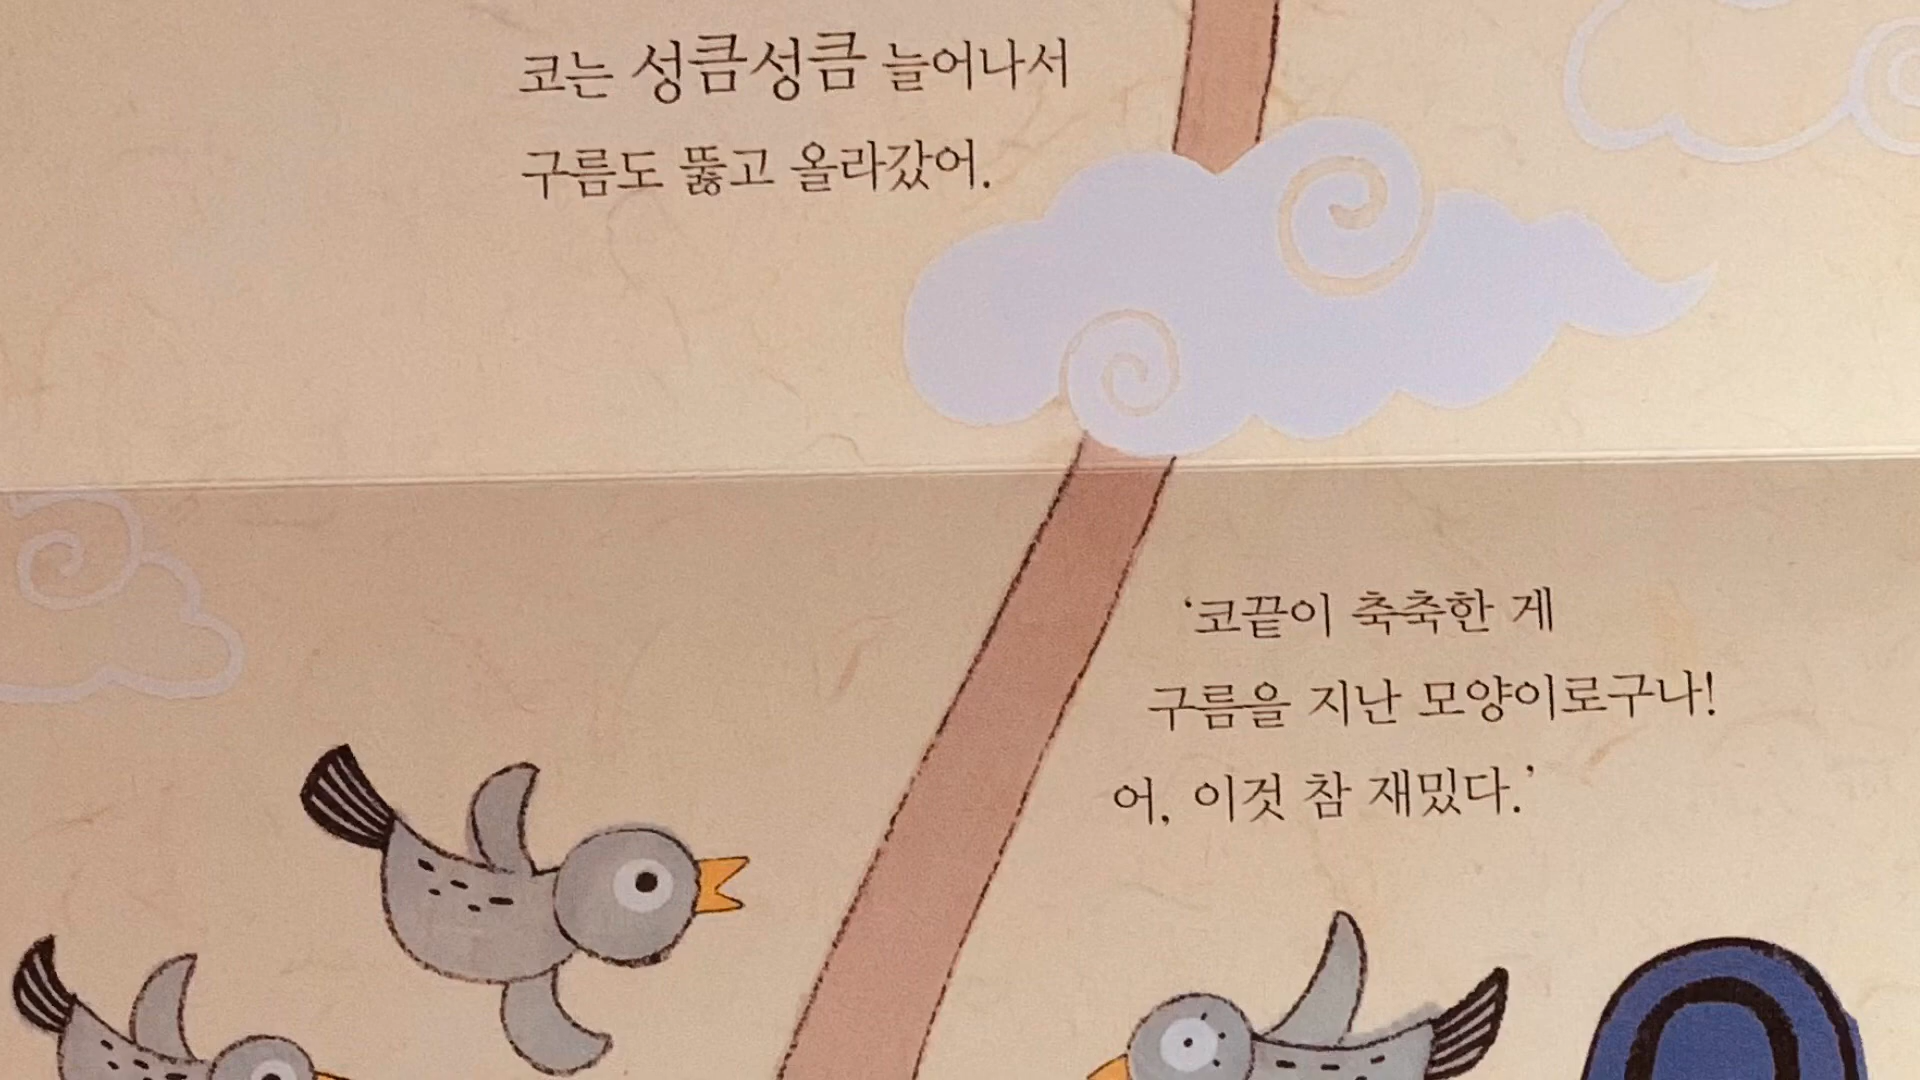 코는 성큼성큼 늘어나서
구름도 뚫고 올라갔어.
‘코끝이 축축한 게
구름을 지난 모양이로구나!
어, 이것 참 재밌다.’